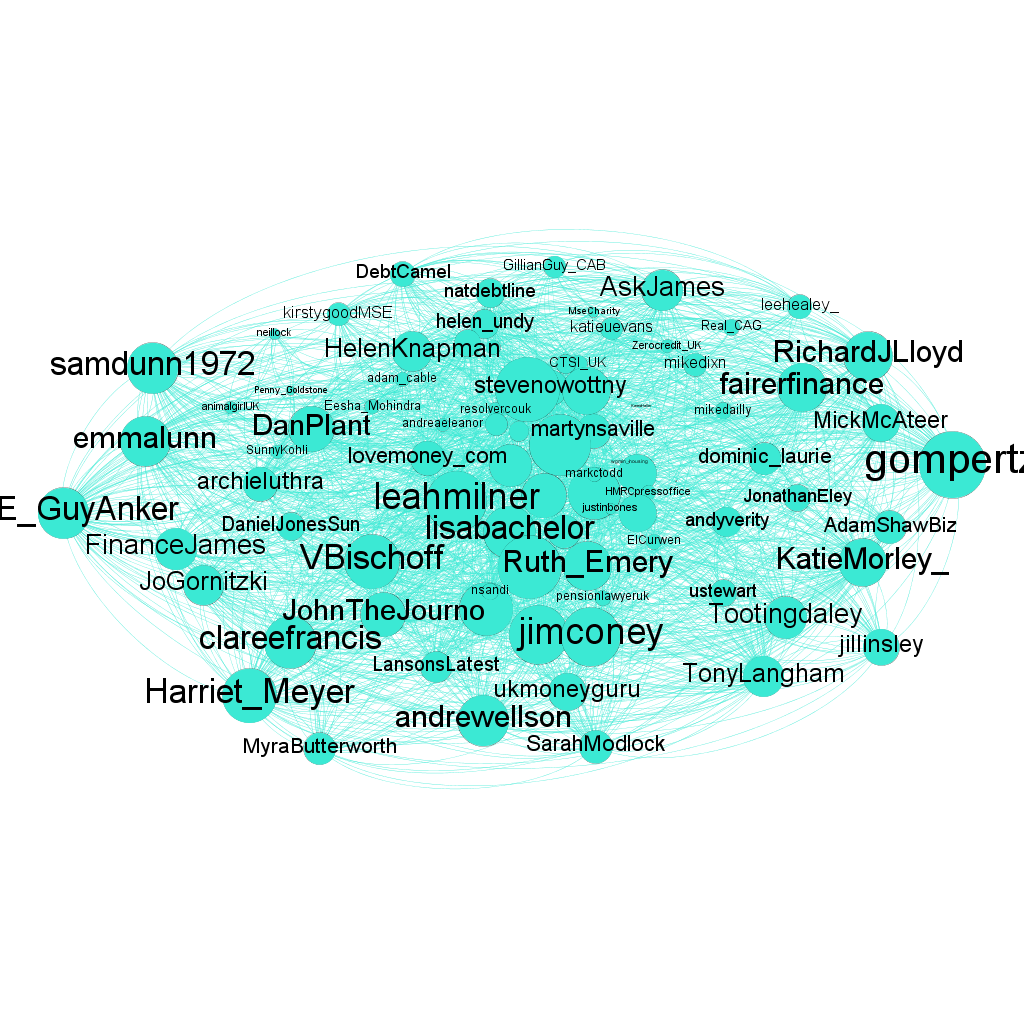 GillianGuy_CAB
DebtCamel
AskJames
natdebtline
leehealey_
kirstygoodMSE
MseCharity
helen_undy
katieuevans
Real_CAG
neillock
HelenKnapman
Zerocredit_UK
RichardJLloyd
samdunn1972
CTSI_UK
mikedixn
adam_cable
stevenowottny
fairerfinance
Penny_Goldstone
animalgirlUK
Eesha_Mohindra
resolvercouk
mikedailly
DanPlant
andreaeleanor
martynsaville
MickMcAteer
emmalunn
SunnyKohli
lovemoney_com
dominic_laurie
gompertz
markctodd
archieluthra
leahmilner
HMRCpressoffice
JonathanEley
E_GuyAnker
justinbones
DanielJonesSun
lisabachelor
andyverity
AdamShawBiz
FinanceJames
ElCurwen
VBischoff
Ruth_Emery
KatieMorley_
JoGornitzki
nsandi
pensionlawyeruk
ustewart
JohnTheJourno
Tootingdaley
clareefrancis
jimconey
jillinsley
LansonsLatest
TonyLangham
Harriet_Meyer
ukmoneyguru
andrewellson
MyraButterworth
SarahModlock